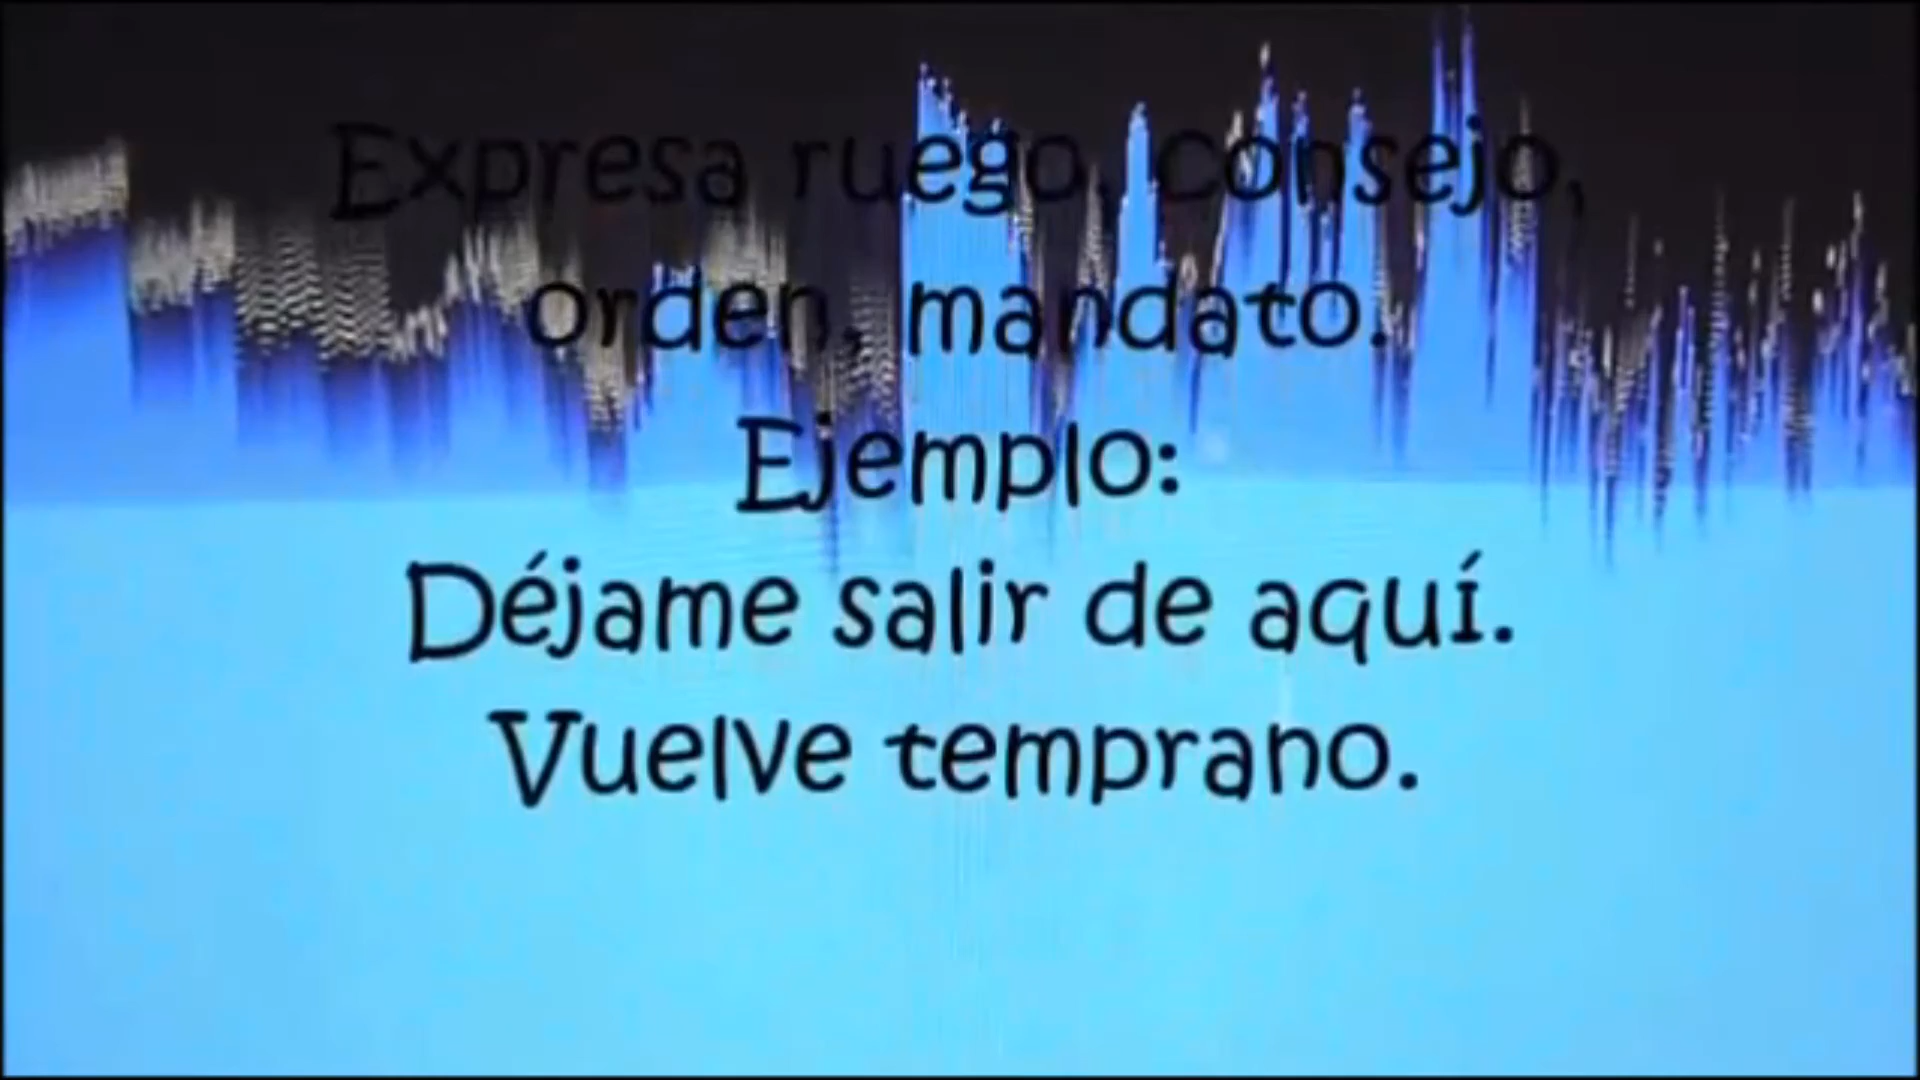 Expresa ruego, consejo,
orden, mandato.
Ejemplo:
Déjame salir de aquí.
Vuelve temprano.